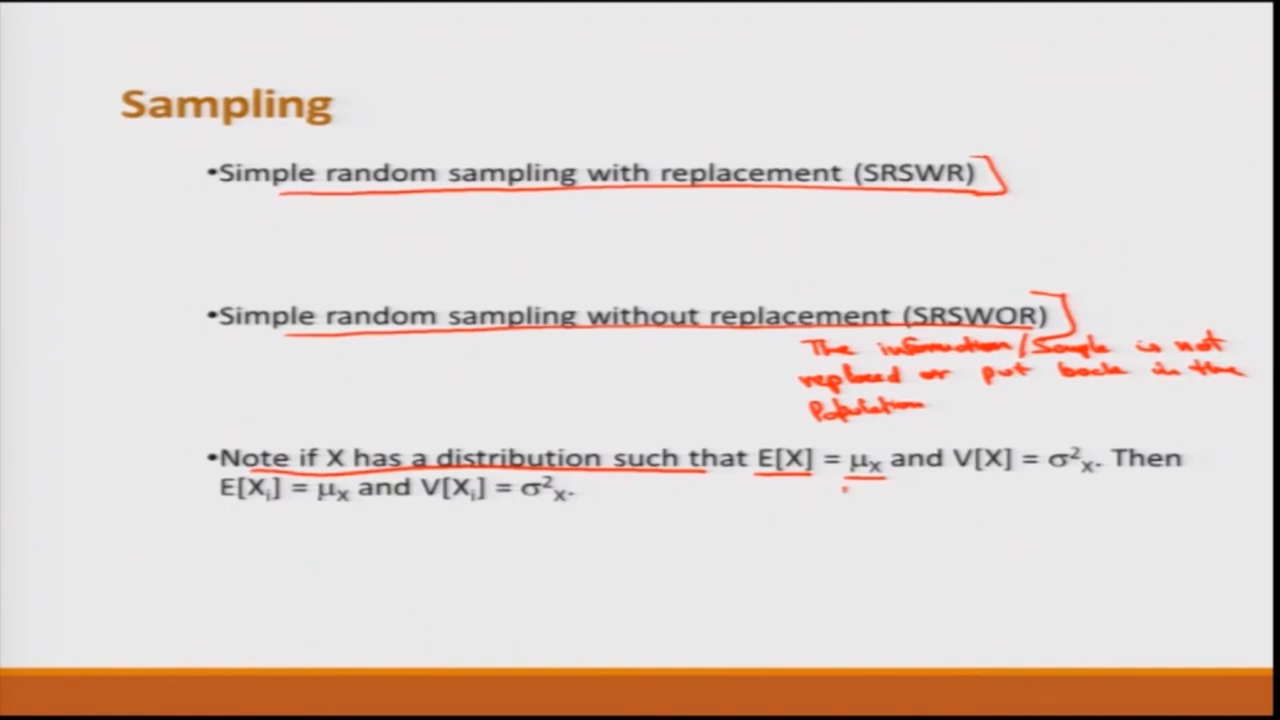 Sampling
•Simple random sampling with replacement (SRSWR)
•Simple random sampling without replacement (SRSWOR)
The information/Sample is not
replaced or put back in the
Population
•Note if X has a distribution such that E[X] = μₓ and V[X] = σ²ₓ. Then
E[Xᵢ] = μₓ and V[Xᵢ] = σ²ₓ.